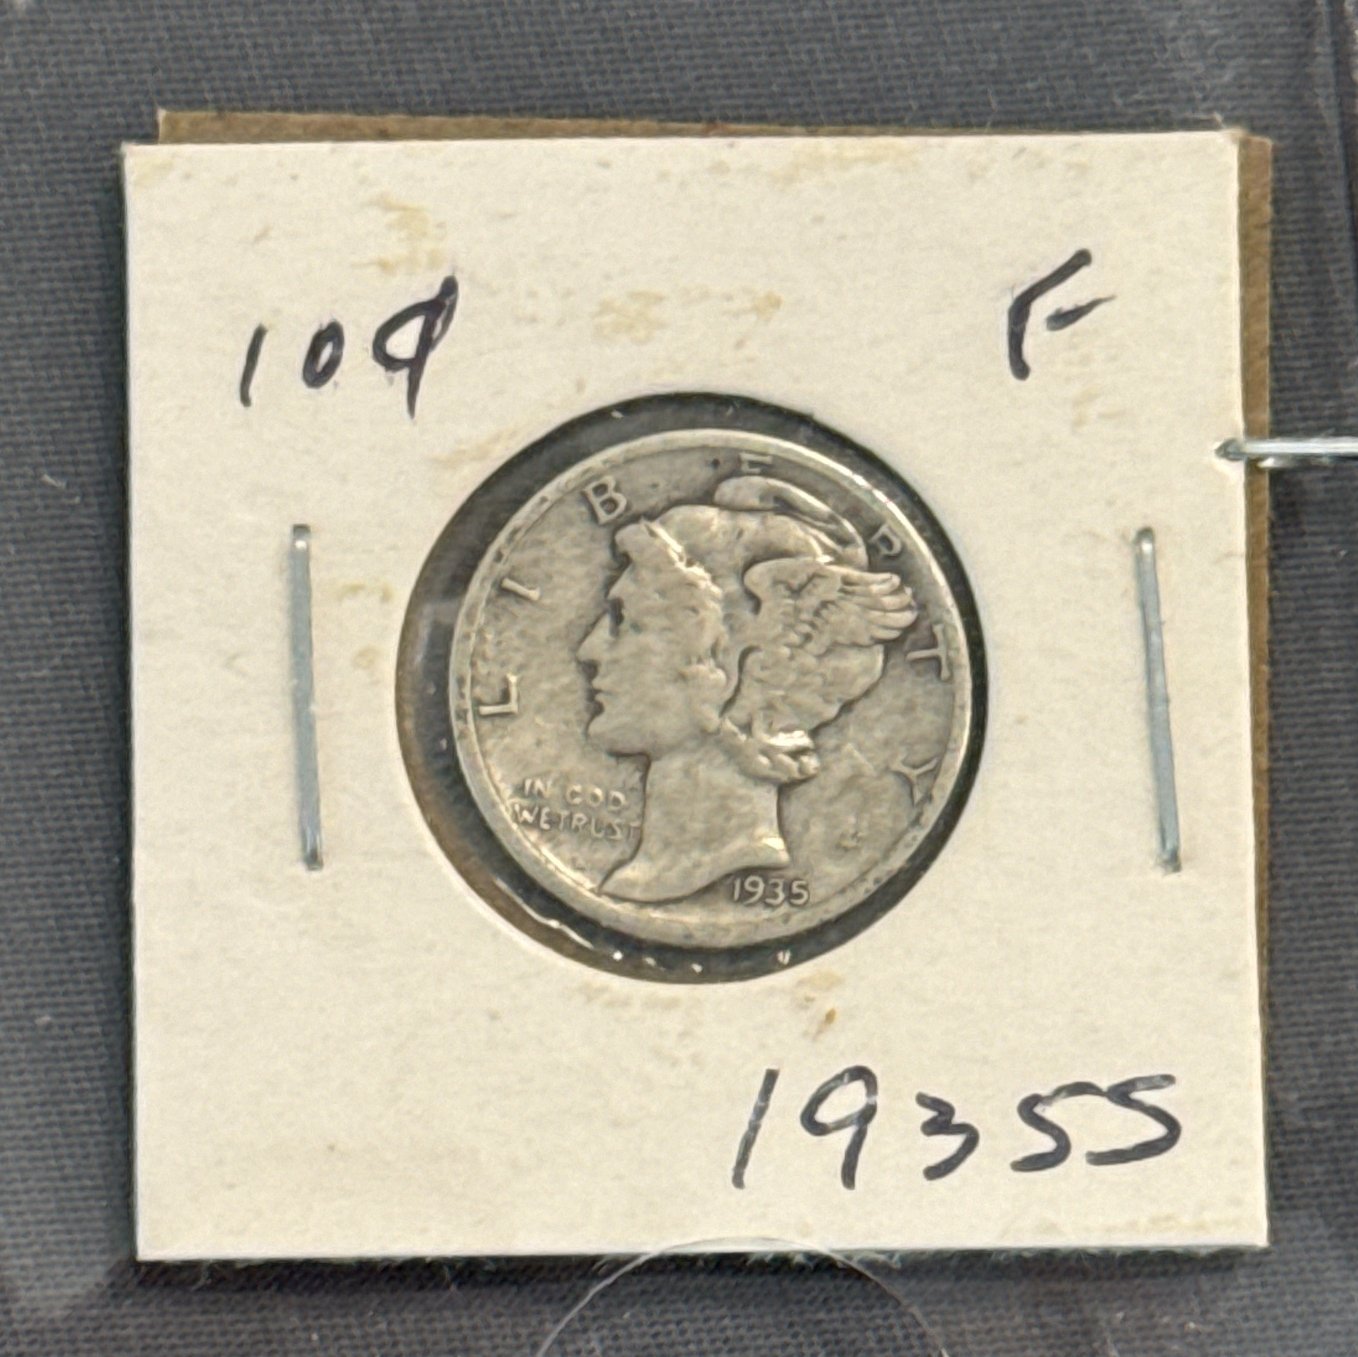 10¢ F
LIBERTY
IN GOD
WE TRUST
1935
1935S